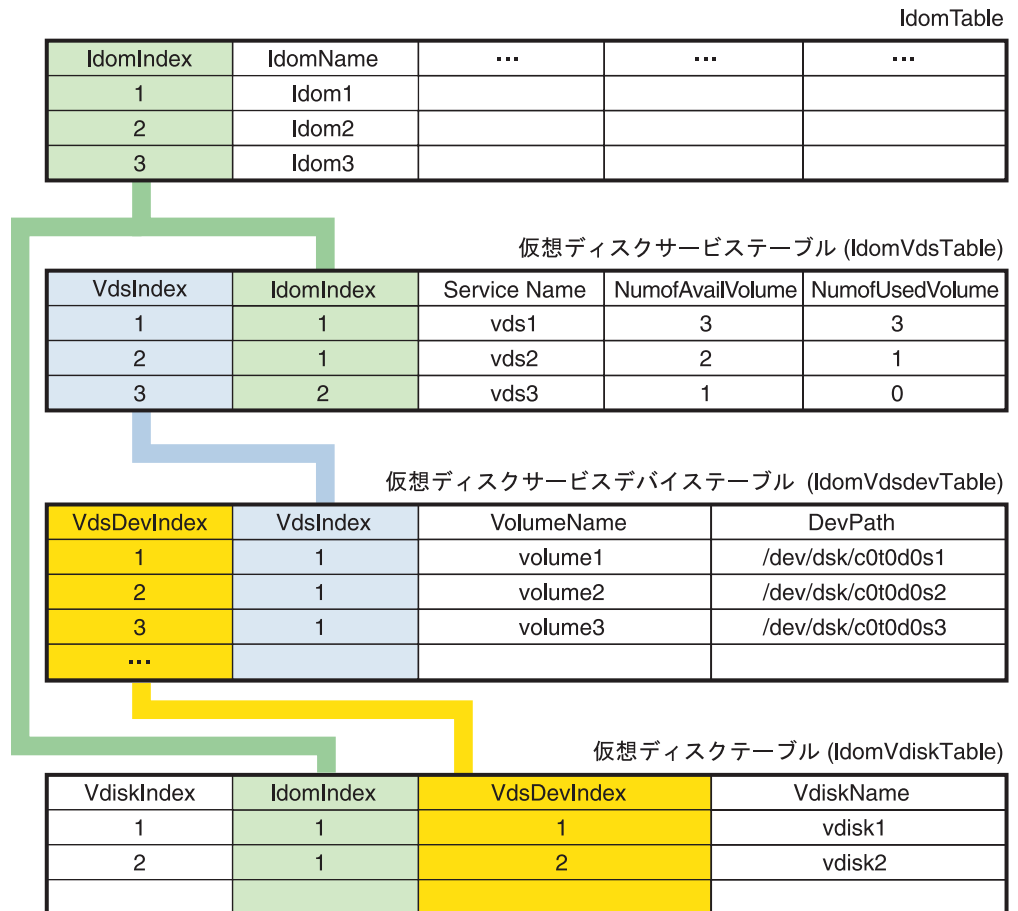 ldomTable
ldomIndex ldomName ... ... ...
1 ldom1
2 ldom2
3 ldom3
仮想ディスクサービステーブル (ldomVdsTable)
VdsIndex ldomIndex Service Name NumofAvailVolume NumofUsedVolume
1 1 vds1 3 3
2 1 vds2 2 1
3 2 vds3 1 0
仮想ディスクサービスデバイステーブル (ldomVdsdevTable)
VdsDevIndex VdsIndex VolumeName DevPath
1 1 volume1 /dev/dsk/c0t0d0s1
2 1 volume2 /dev/dsk/c0t0d0s2
3 1 volume3 /dev/dsk/c0t0d0s3
...
仮想ディスクテーブル (ldomVdiskTable)
VdiskIndex ldomIndex VdsDevIndex VdiskName
1 1 1 vdisk1
2 1 2 vdisk2